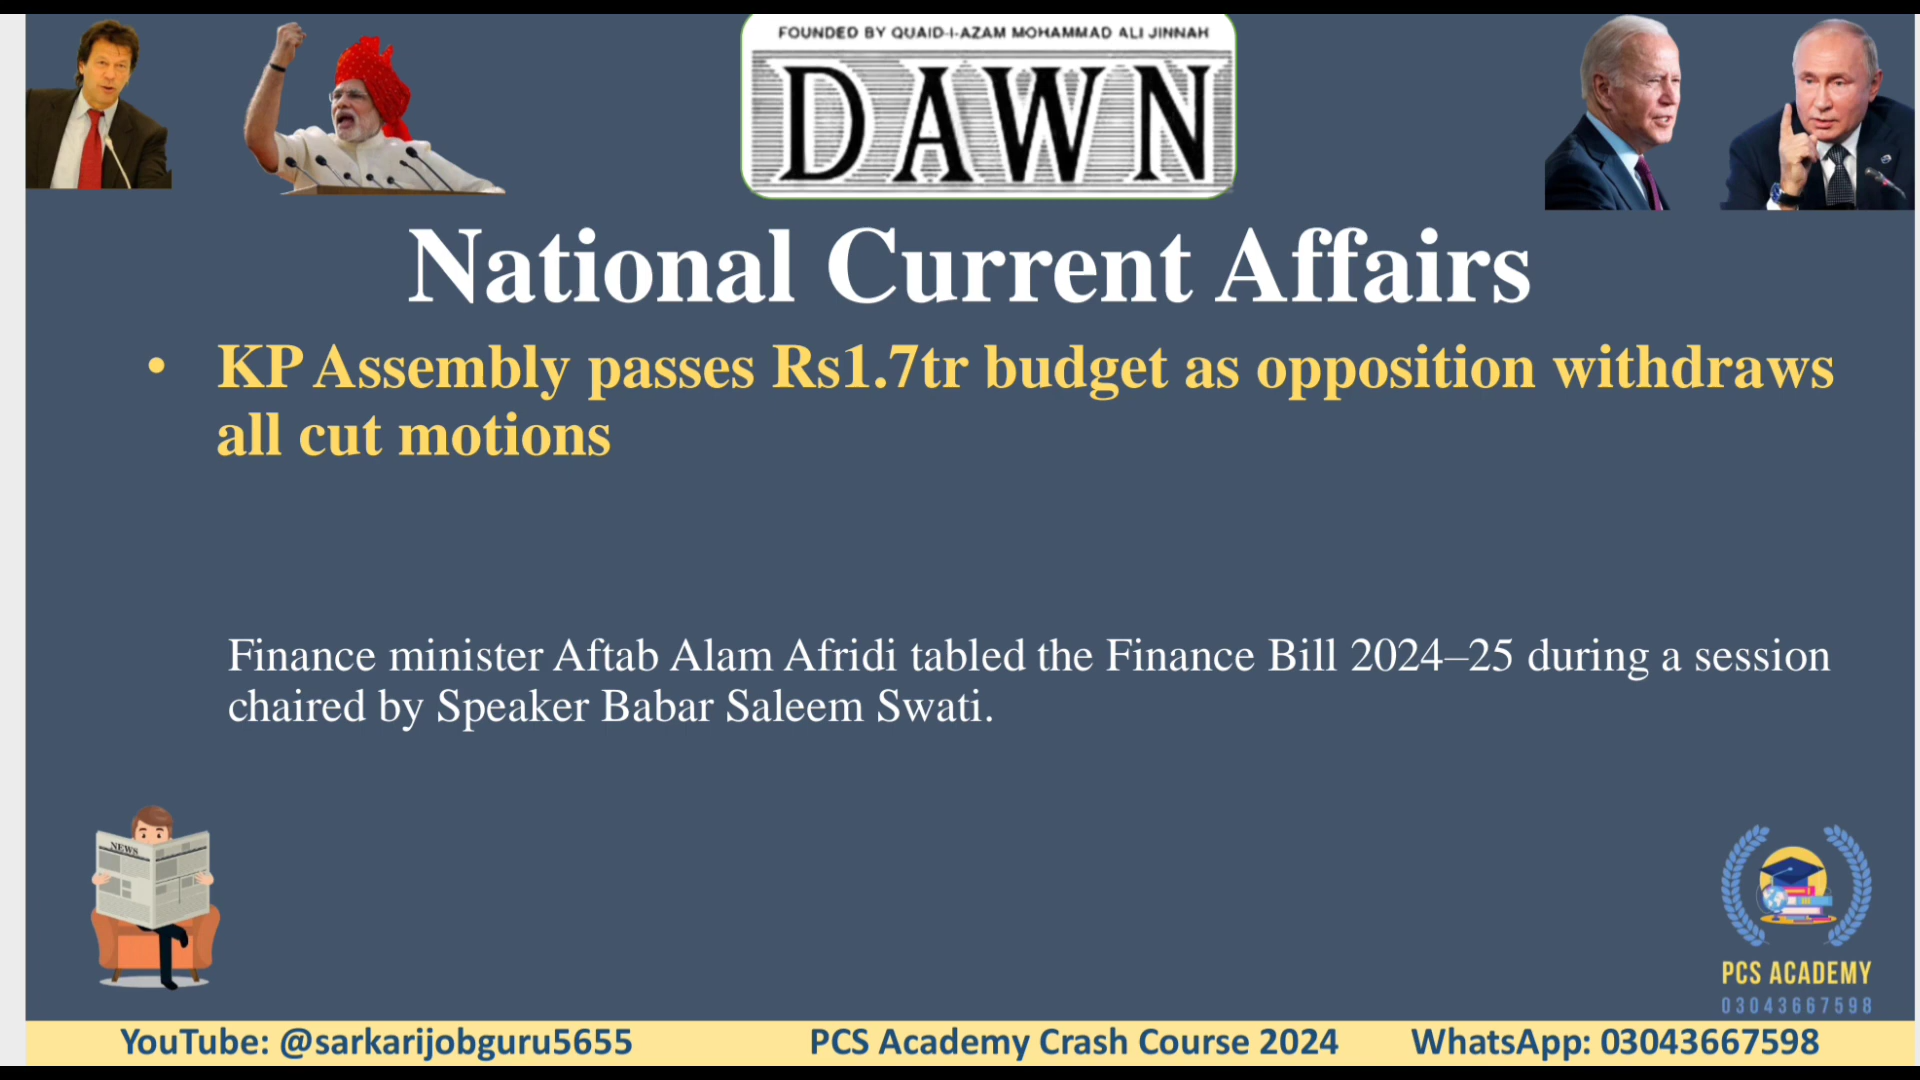 FOUNDED BY QUAID-I-AZAM MOHAMMAD ALI JINNAH
DAWN
National Current Affairs
• KP Assembly passes Rs1.7tr budget as opposition withdraws
all cut motions
Finance minister Aftab Alam Afridi tabled the Finance Bill 2024–25 during a session
chaired by Speaker Babar Saleem Swati.
NEWS
PCS ACADEMY
03043667598
YouTube: @sarkarijobguru5655 PCS Academy Crash Course 2024 WhatsApp: 03043667598